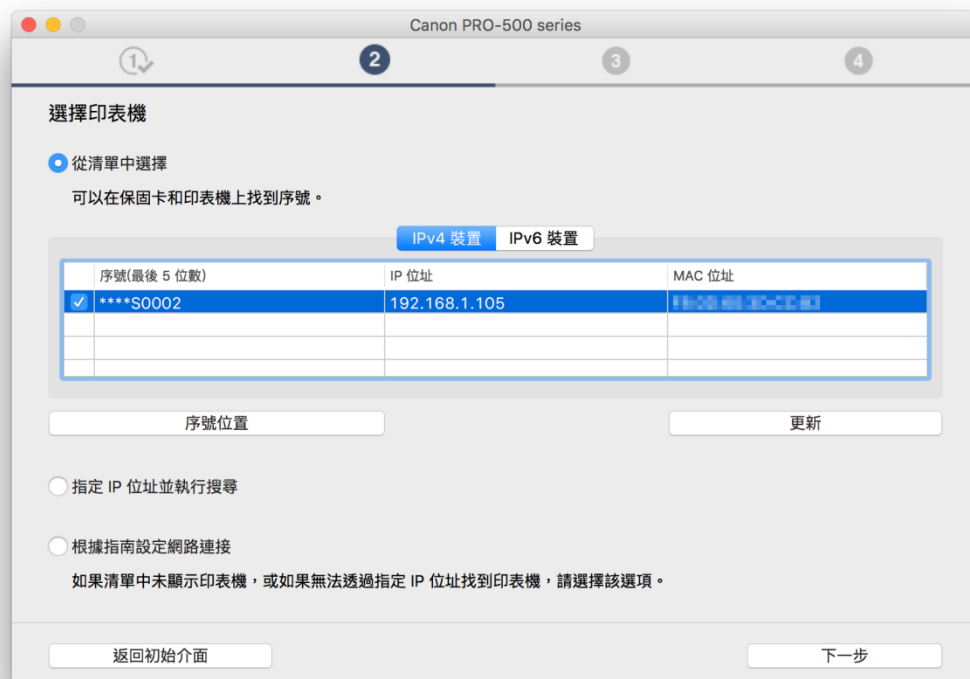 Canon PRO-500 series
1
2
3
4
選擇印表機
從清單中選擇
可以在保固卡和印表機上找到序號。
IPv4 裝置 IPv6 裝置
序號(最後 5 位數) IP 位址 MAC 位址
****S0002 192.168.1.105
序號位置 更新
指定 IP 位址並執行搜尋
根據指南設定網路連接
如果清單中未顯示印表機，或如果無法透過指定 IP 位址找到印表機，請選擇該選項。
返回初始介面 下一步